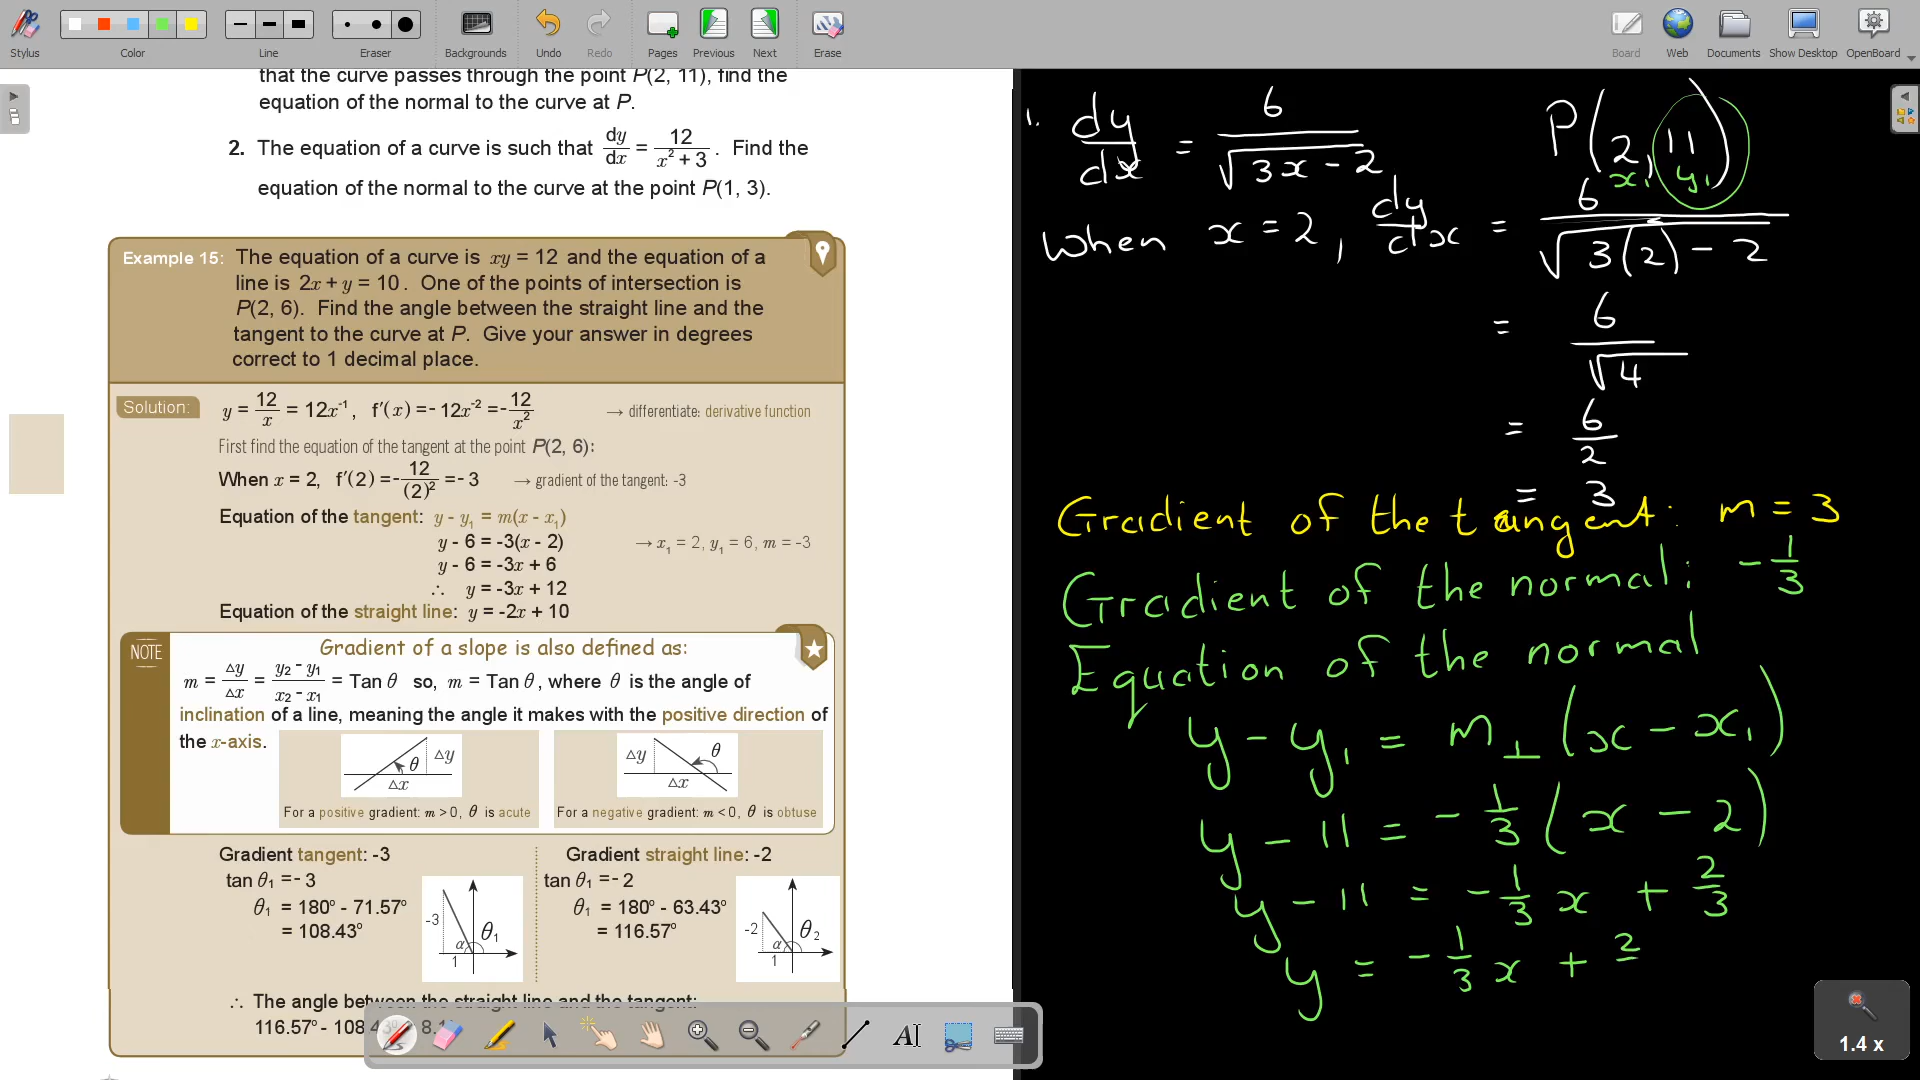 Stylus Color Line Eraser Backgrounds Undo Redo Pages Previous Next Erase Board Web Documents Show Desktop OpenBoard
that the curve passes through the point P(2, 11), find the
equation of the normal to the curve at P.
2. The equation of a curve is such that dy/dx = 12/(x² + 3). Find the
equation of the normal to the curve at the point P(1, 3).
Example 15: The equation of a curve is xy = 12 and the equation of a
line is 2x + y = 10. One of the points of intersection is
P(2, 6). Find the angle between the straight line and the
tangent to the curve at P. Give your answer in degrees
correct to 1 decimal place.
Solution: y = 12/x = 12x⁻¹, f′(x) = - 12x⁻² = - 12/x² → differentiate: derivative function
First find the equation of the tangent at the point P(2, 6):
When x = 2, f′(2) = - 12/(2)² = - 3 → gradient of the tangent: -3
Equation of the tangent: y - y₁ = m(x - x₁)
y - 6 = -3(x - 2) → x₁ = 2, y₁ = 6, m = -3
y - 6 = -3x + 6
∴ y = -3x + 12
Equation of the straight line: y = -2x + 10
NOTE Gradient of a slope is also defined as:
m = △y/△x = (y₂ - y₁)/(x₂ - x₁) = Tan θ so, m = Tan θ, where θ is the angle of
inclination of a line, meaning the angle it makes with the positive direction of
the x-axis.
θ △y △x
△y θ △x
For a positive gradient: m > 0, θ is acute
For a negative gradient: m < 0, θ is obtuse
Gradient tangent: -3
tan θ₁ = - 3
θ₁ = 180° - 71.57°
= 108.43°
-3 α θ₁ 1
Gradient straight line: -2
tan θ₁ = - 2
θ₁ = 180° - 63.43°
= 116.57°
-2 α θ₂ 1
∴ The angle between the straight line and the tangent:
116.57° - 108.43°
1. dy/dx = 6/√(3x - 2) P(2, 11)
x₁ y₁
When x = 2, dy/dx = 6/√(3(2) - 2)
= 6/√4
= 6/2
= 3
Gradient of the tangent: m = 3
Gradient of the normal: -1/3
Equation of the normal
y - y₁ = m⊥(x - x₁)
y - 11 = -1/3(x - 2)
y - 11 = -1/3 x + 2/3
y = -1/3 x + 2
1.4 x